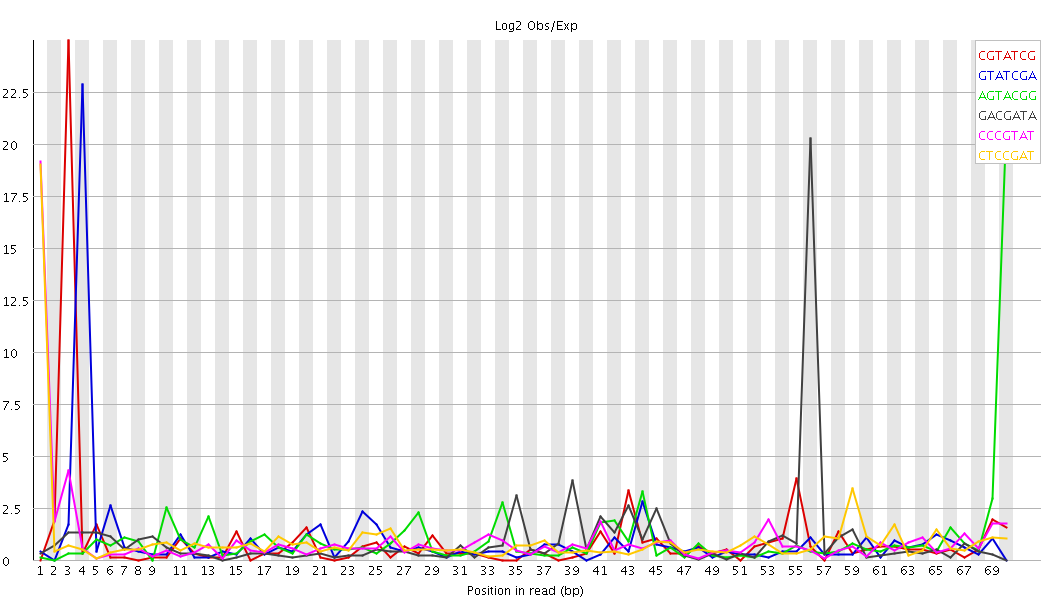 Log2 Obs/Exp
CGTATCG
GTATCGA
AGTACGG
GACGATA
CCCGTAT
CTCCGAT
22.5
20
17.5
15
12.5
10
7.5
5
2.5
0
1 2 3 4 5 6 7 8 9 11 13 15 17 19 21 23 25 27 29 31 33 35 37 39 41 43 45 47 49 51 53 55 57 59 61 63 65 67 69
Position in read (bp)